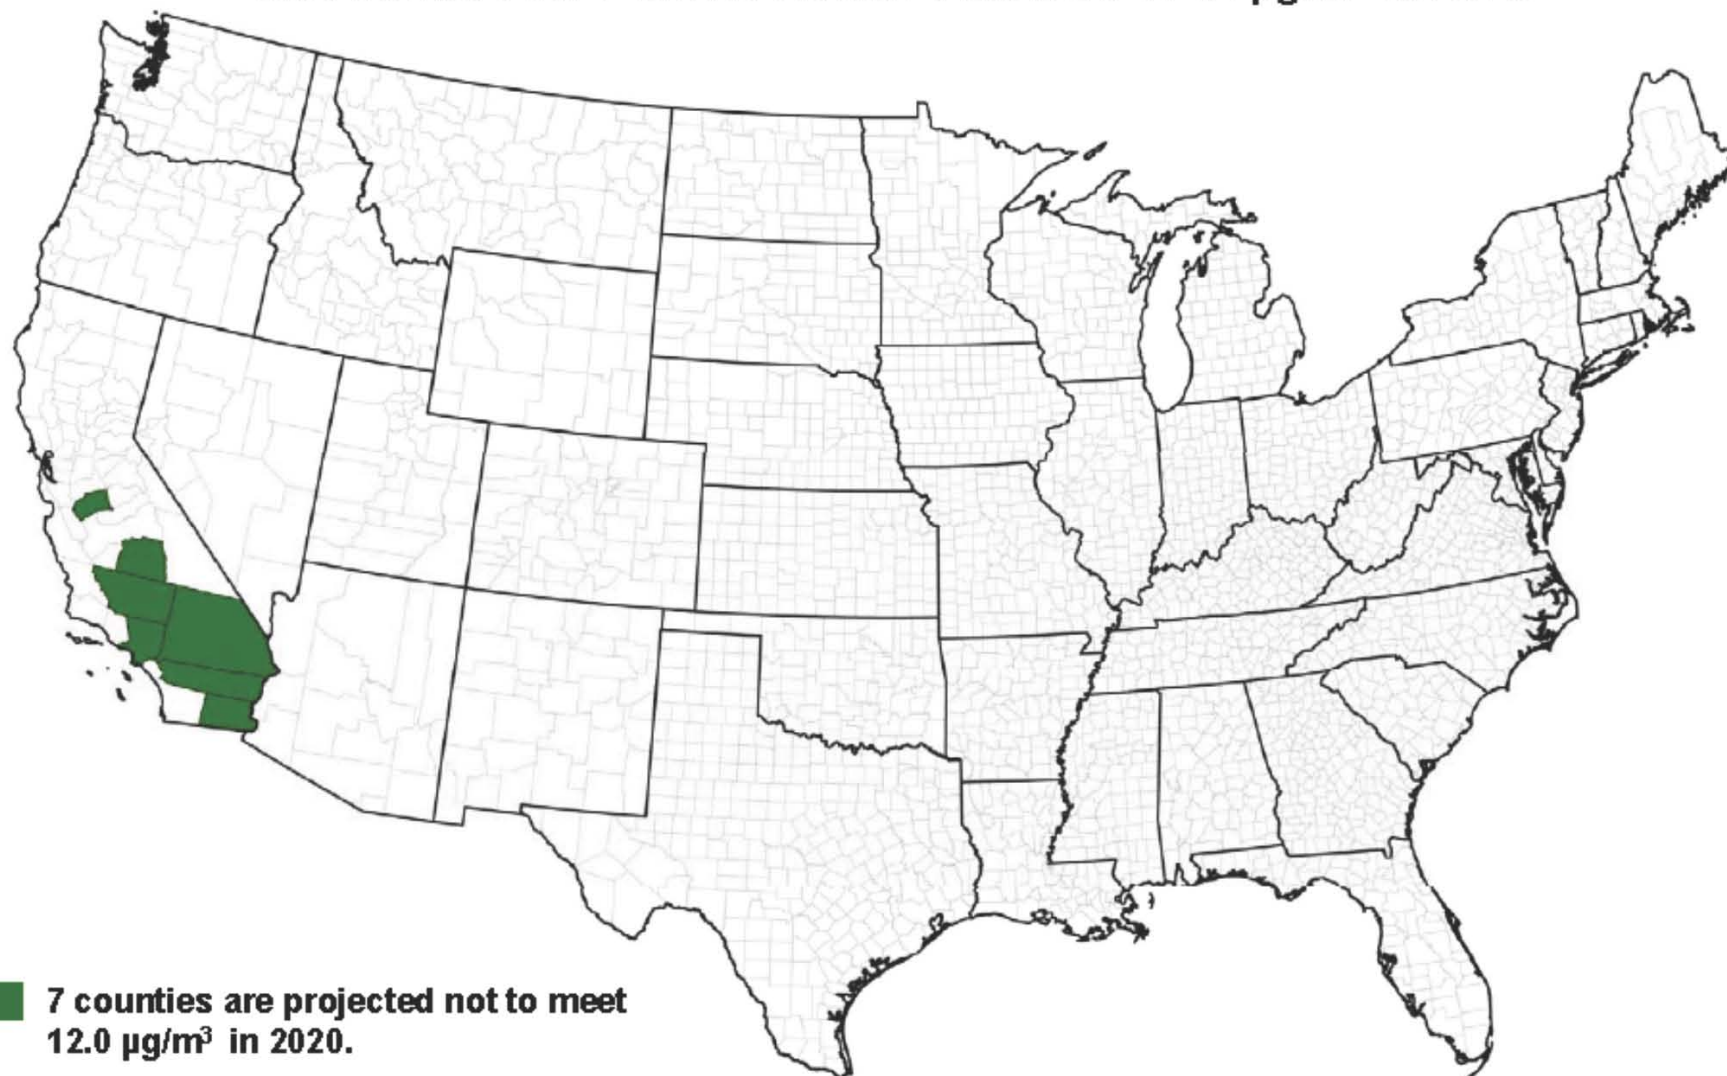 7 counties are projected not to meet
12.0 µg/m³ in 2020.